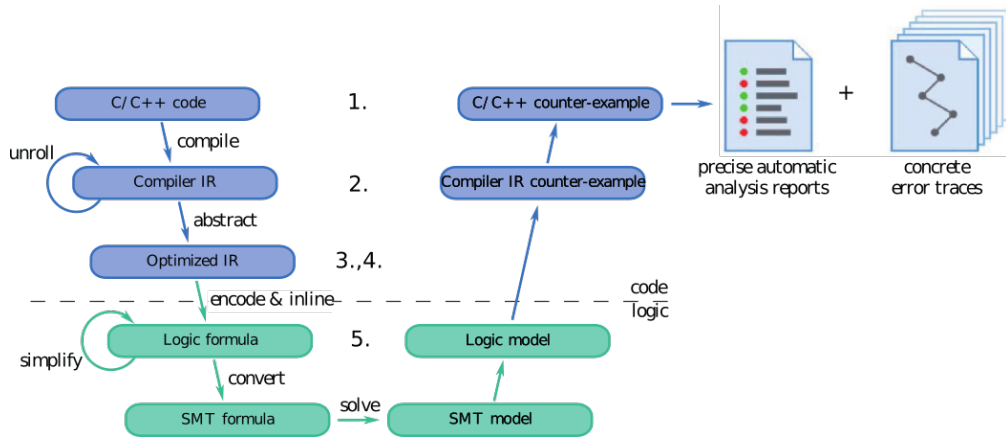 C/C++ code
1.
C/C++ counter-example
+
compile
unroll
precise automatic
analysis reports
concrete
error traces
Compiler IR
2.
Compiler IR counter-example
abstract
Optimized IR
3.,4.
encode & inline
code
logic
Logic formula
5.
Logic model
simplify
convert
solve
SMT formula
SMT model